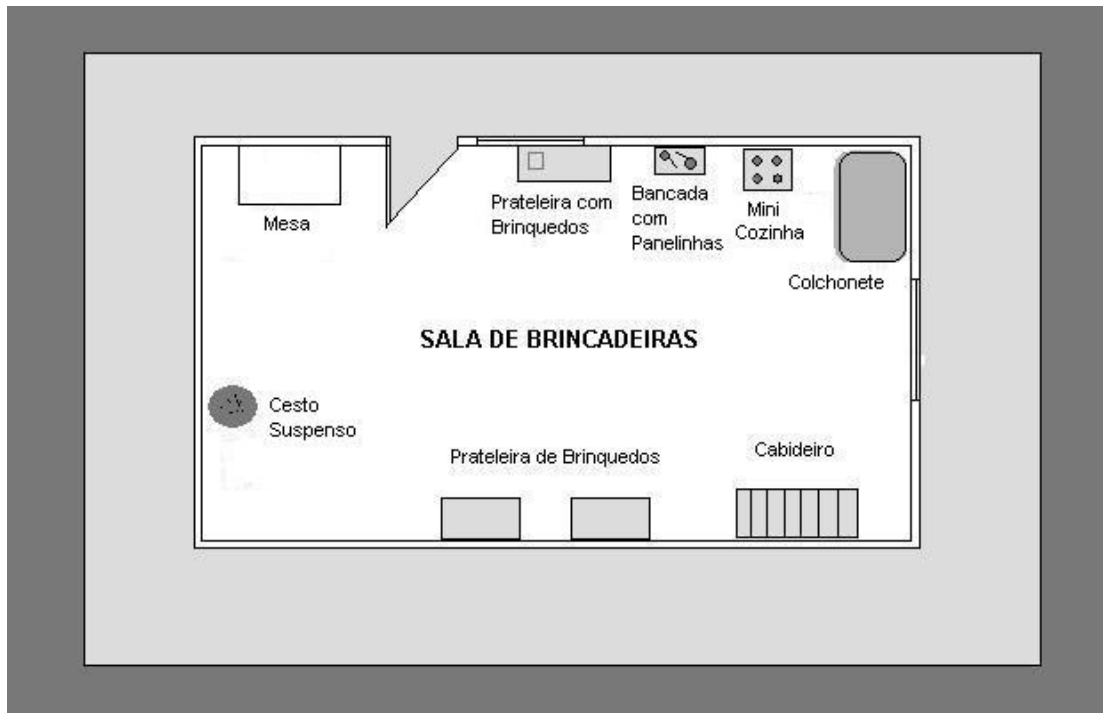 Mesa
Prateleira com
Brinquedos
Bancada
com
Panelinhas
Mini
Cozinha
Colchonete
SALA DE BRINCADEIRAS
Cesto
Suspenso
Prateleira de Brinquedos
Cabideiro